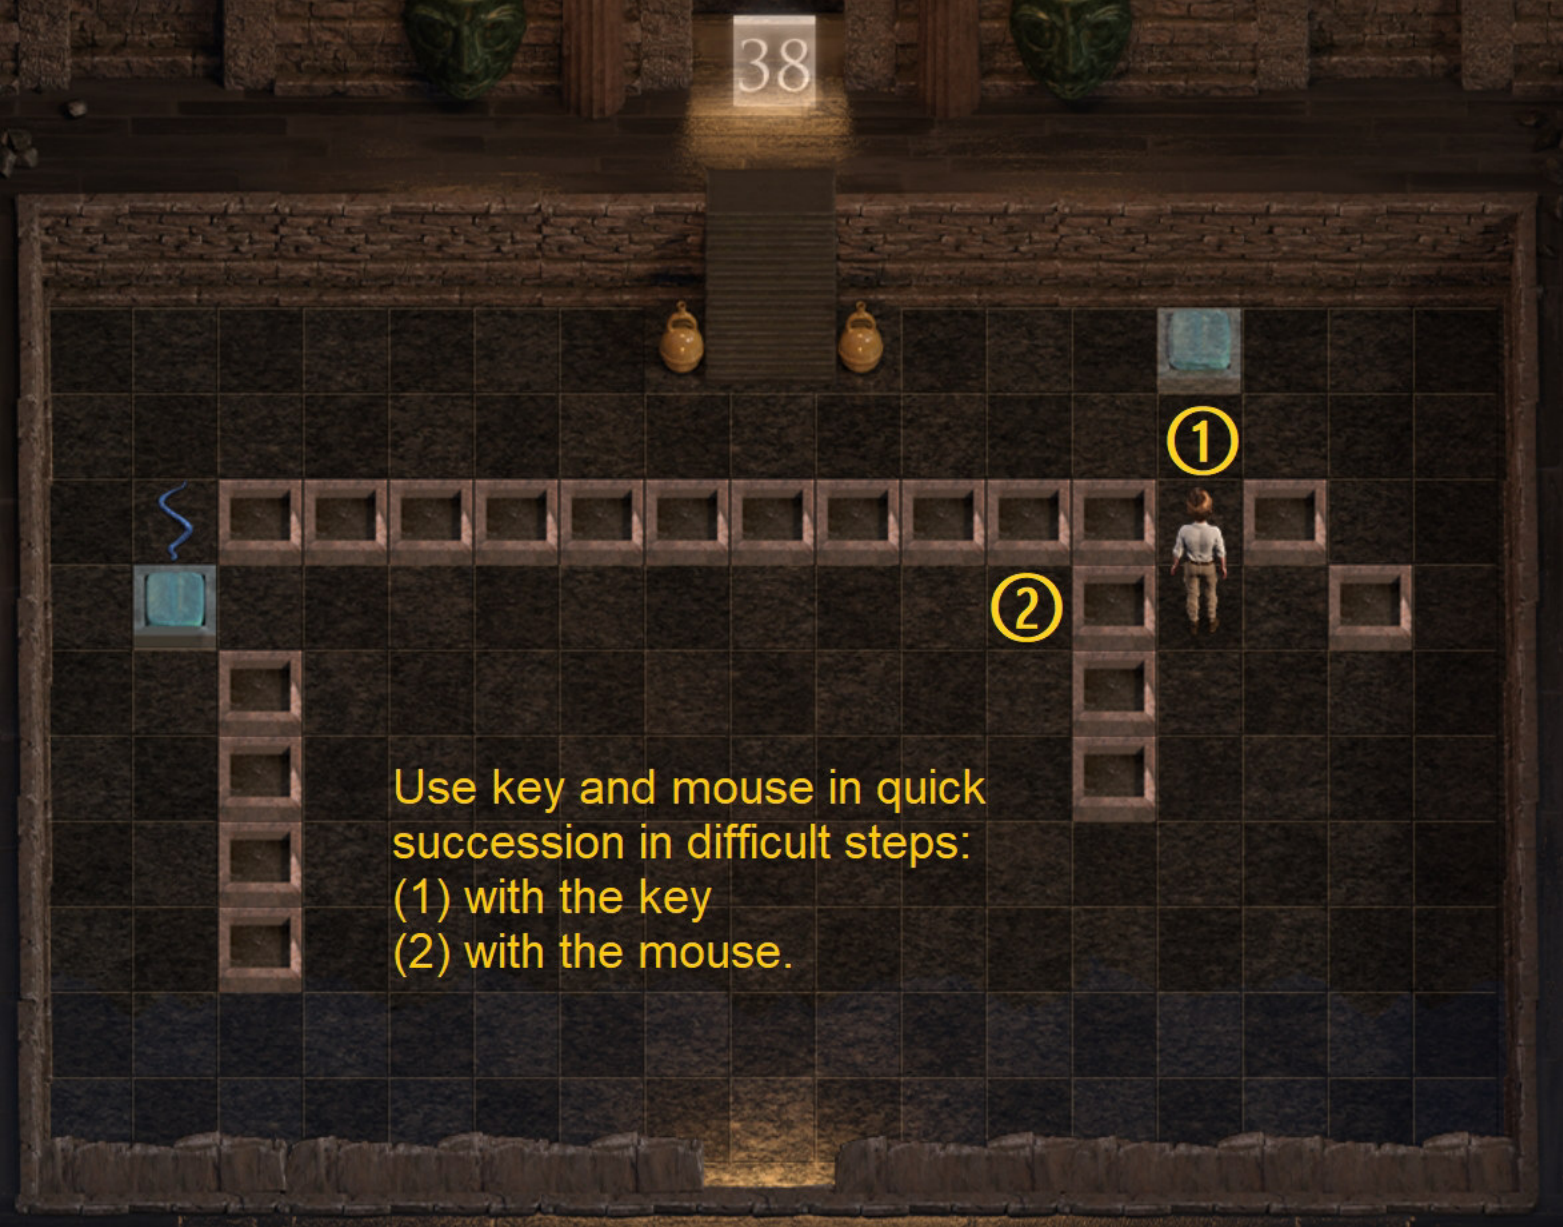 38
①
②
Use key and mouse in quick
succession in difficult steps:
(1) with the key
(2) with the mouse.